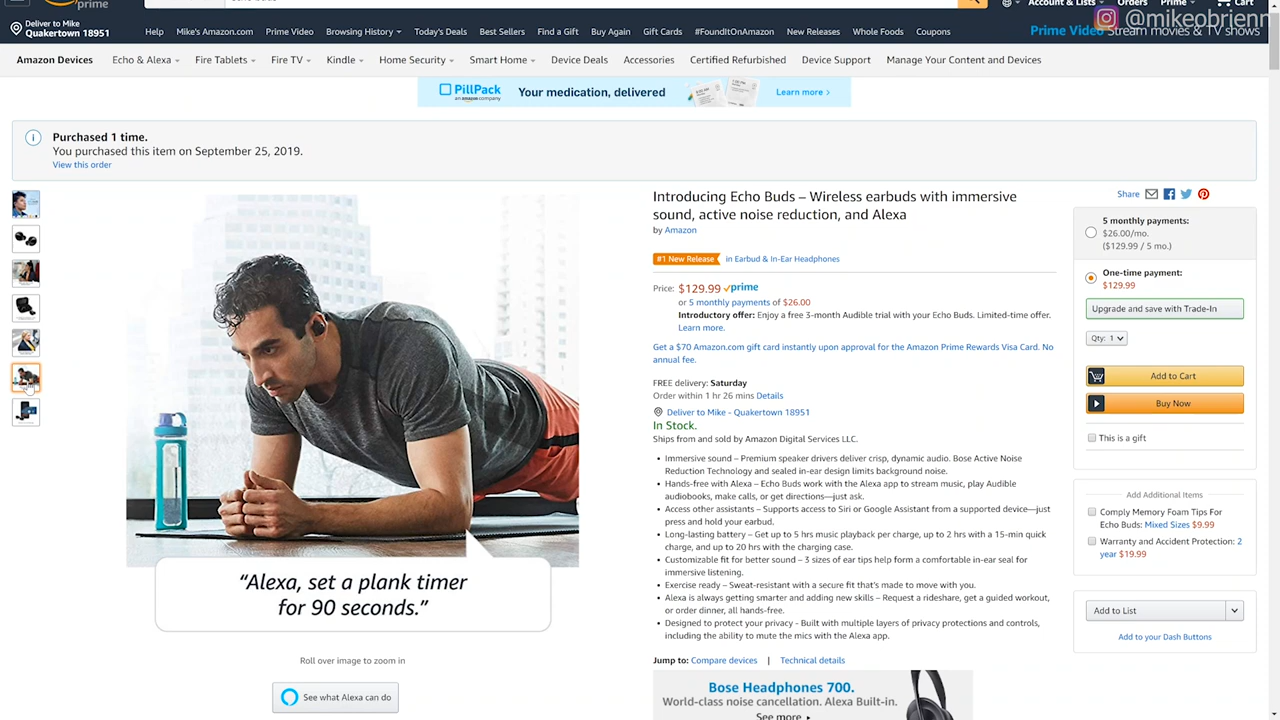 prime
Account & Lists
Orders
Prime
Cart
@mikeobrienn
Deliver to Mike
Quakertown 18951
Help Mike's Amazon.com Prime Video Browsing History Today's Deals Best Sellers Find a Gift Buy Again Gift Cards #FoundItOnAmazon New Releases Whole Foods Coupons
Prime Video Stream movies & TV shows
Amazon Devices Echo & Alexa Fire Tablets Fire TV Kindle Home Security Smart Home Device Deals Accessories Certified Refurbished Device Support Manage Your Content and Devices
PillPack
an amazon company
Your medication, delivered
Learn more ›
Purchased 1 time.
You purchased this item on September 25, 2019.
View this order
"Alexa, set a plank timer
for 90 seconds."
Roll over image to zoom in
See what Alexa can do
Introducing Echo Buds – Wireless earbuds with immersive
sound, active noise reduction, and Alexa
by Amazon
#1 New Release in Earbud & In-Ear Headphones
Price: $129.99 prime
or 5 monthly payments of $26.00
Introductory offer: Enjoy a free 3-month Audible trial with your Echo Buds. Limited-time offer.
Learn more.
Get a $70 Amazon.com gift card instantly upon approval for the Amazon Prime Rewards Visa Card. No
annual fee.
FREE delivery: Saturday
Order within 1 hr 26 mins Details
Deliver to Mike - Quakertown 18951
In Stock.
Ships from and sold by Amazon Digital Services LLC.
• Immersive sound – Premium speaker drivers deliver crisp, dynamic audio. Bose Active Noise
Reduction Technology and sealed in-ear design limits background noise.
• Hands-free with Alexa – Echo Buds work with the Alexa app to stream music, play Audible
audiobooks, make calls, or get directions—just ask.
• Access other assistants – Supports access to Siri or Google Assistant from a supported device—just
press and hold your earbud.
• Long-lasting battery – Get up to 5 hrs music playback per charge, up to 2 hrs with a 15-min quick
charge, and up to 20 hrs with the charging case.
• Customizable fit for better sound – 3 sizes of ear tips help form a comfortable in-ear seal for
immersive listening.
• Exercise ready – Sweat-resistant with a secure fit that's made to move with you.
• Alexa is always getting smarter and adding new skills – Request a rideshare, get a guided workout,
or order dinner, all hands-free.
• Designed to protect your privacy - Built with multiple layers of privacy protections and controls,
including the ability to mute the mics with the Alexa app.
Jump to: Compare devices | Technical details
Bose Headphones 700.
World-class noise cancellation. Alexa Built-in.
See more ▸
Share
5 monthly payments:
$26.00/mo.
($129.99 / 5 mo.)
One-time payment:
$129.99
Upgrade and save with Trade-In
Qty: 1
Add to Cart
Buy Now
This is a gift
Add Additional Items
Comply Memory Foam Tips For
Echo Buds: Mixed Sizes $9.99
Warranty and Accident Protection: 2
year $19.99
Add to List
Add to your Dash Buttons